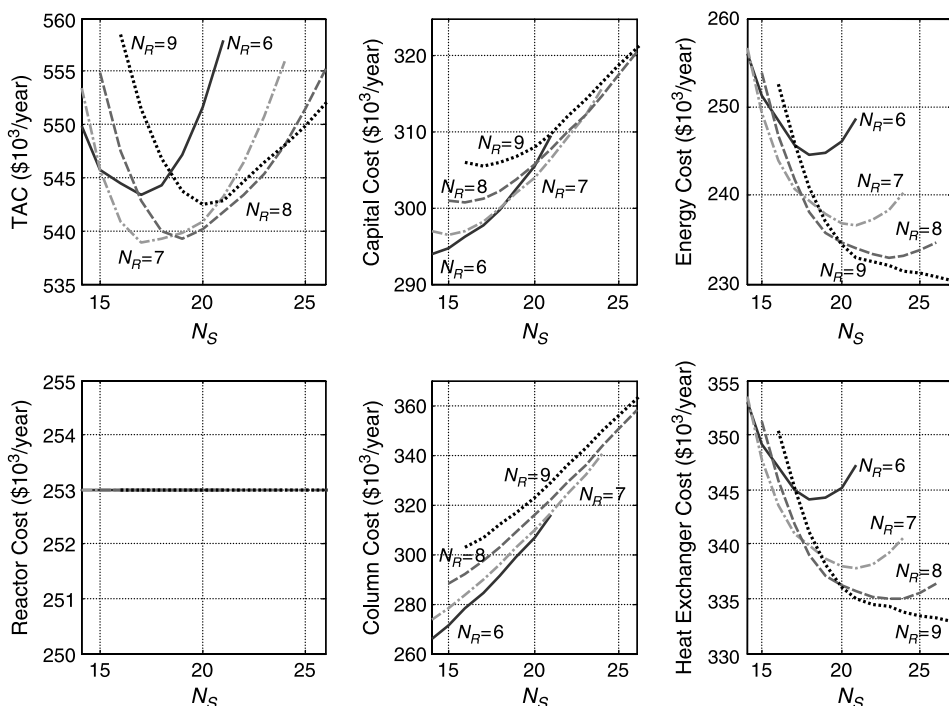 TAC ($10³/year)
560
555
550
545
540
535
15
20
25
N_S
N_R=9
N_R=6
N_R=8
N_R=7
Capital Cost ($10³/year)
320
310
300
290
15
20
25
N_S
N_R=9
N_R=8
N_R=7
N_R=6
Energy Cost ($10³/year)
260
250
240
230
220
15
20
25
N_S
N_R=6
N_R=7
N_R=8
N_R=9
Reactor Cost ($10³/year)
255
254
253
252
251
250
15
20
25
N_S
Column Cost ($10³/year)
360
340
320
300
280
260
15
20
25
N_S
N_R=9
N_R=7
N_R=8
N_R=6
Heat Exchanger Cost ($10³/year)
355
350
345
340
335
330
15
20
25
N_S
N_R=6
N_R=7
N_R=8
N_R=9